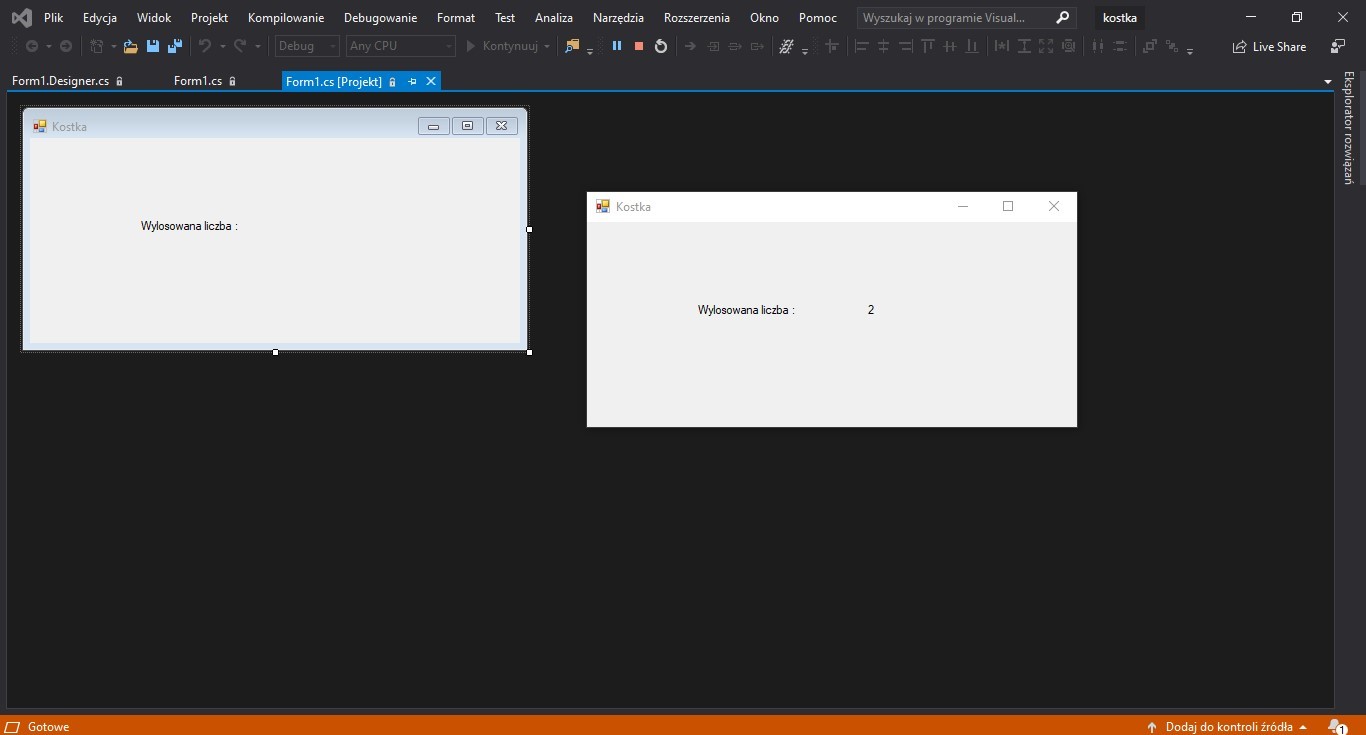 Plik Edycja Widok Projekt Kompilowanie Debugowanie Format Test Analiza Narzędzia Rozszerzenia Okno Pomoc Wyszukaj w programie Visual... kostka
Debug Any CPU Kontynuuj Live Share
Form1.Designer.cs Form1.cs Form1.cs [Projekt]
Eksplorator rozwiązań
Kostka
Wylosowana liczba :
Kostka
Wylosowana liczba : 2
Gotowe Dodaj do kontroli źródła 1